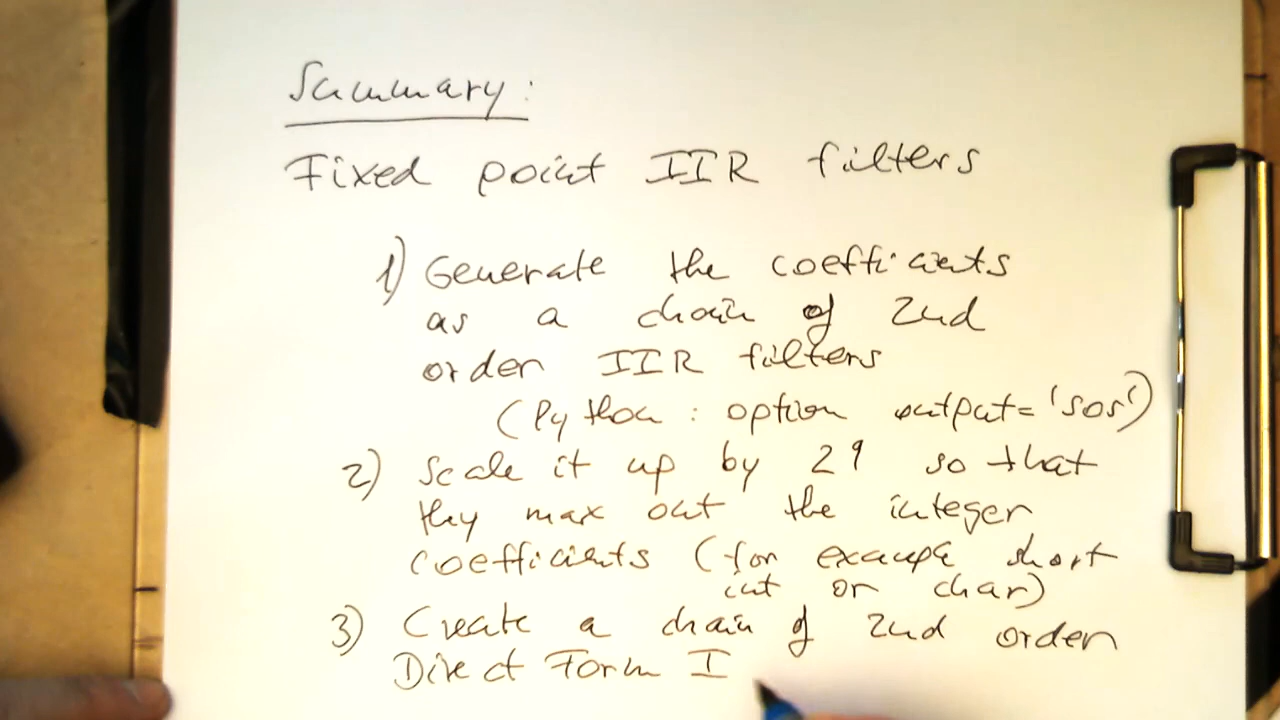 Summary:
Fixed point IIR filters
1) Generate the coefficients
as a chain of 2nd
order IIR filters
(Python: option output='sos')
2) Scale it up by 2q so that
they max out the integer
coefficients (for example short
int or char)
3) Create a chain of 2nd order
Direct Form I